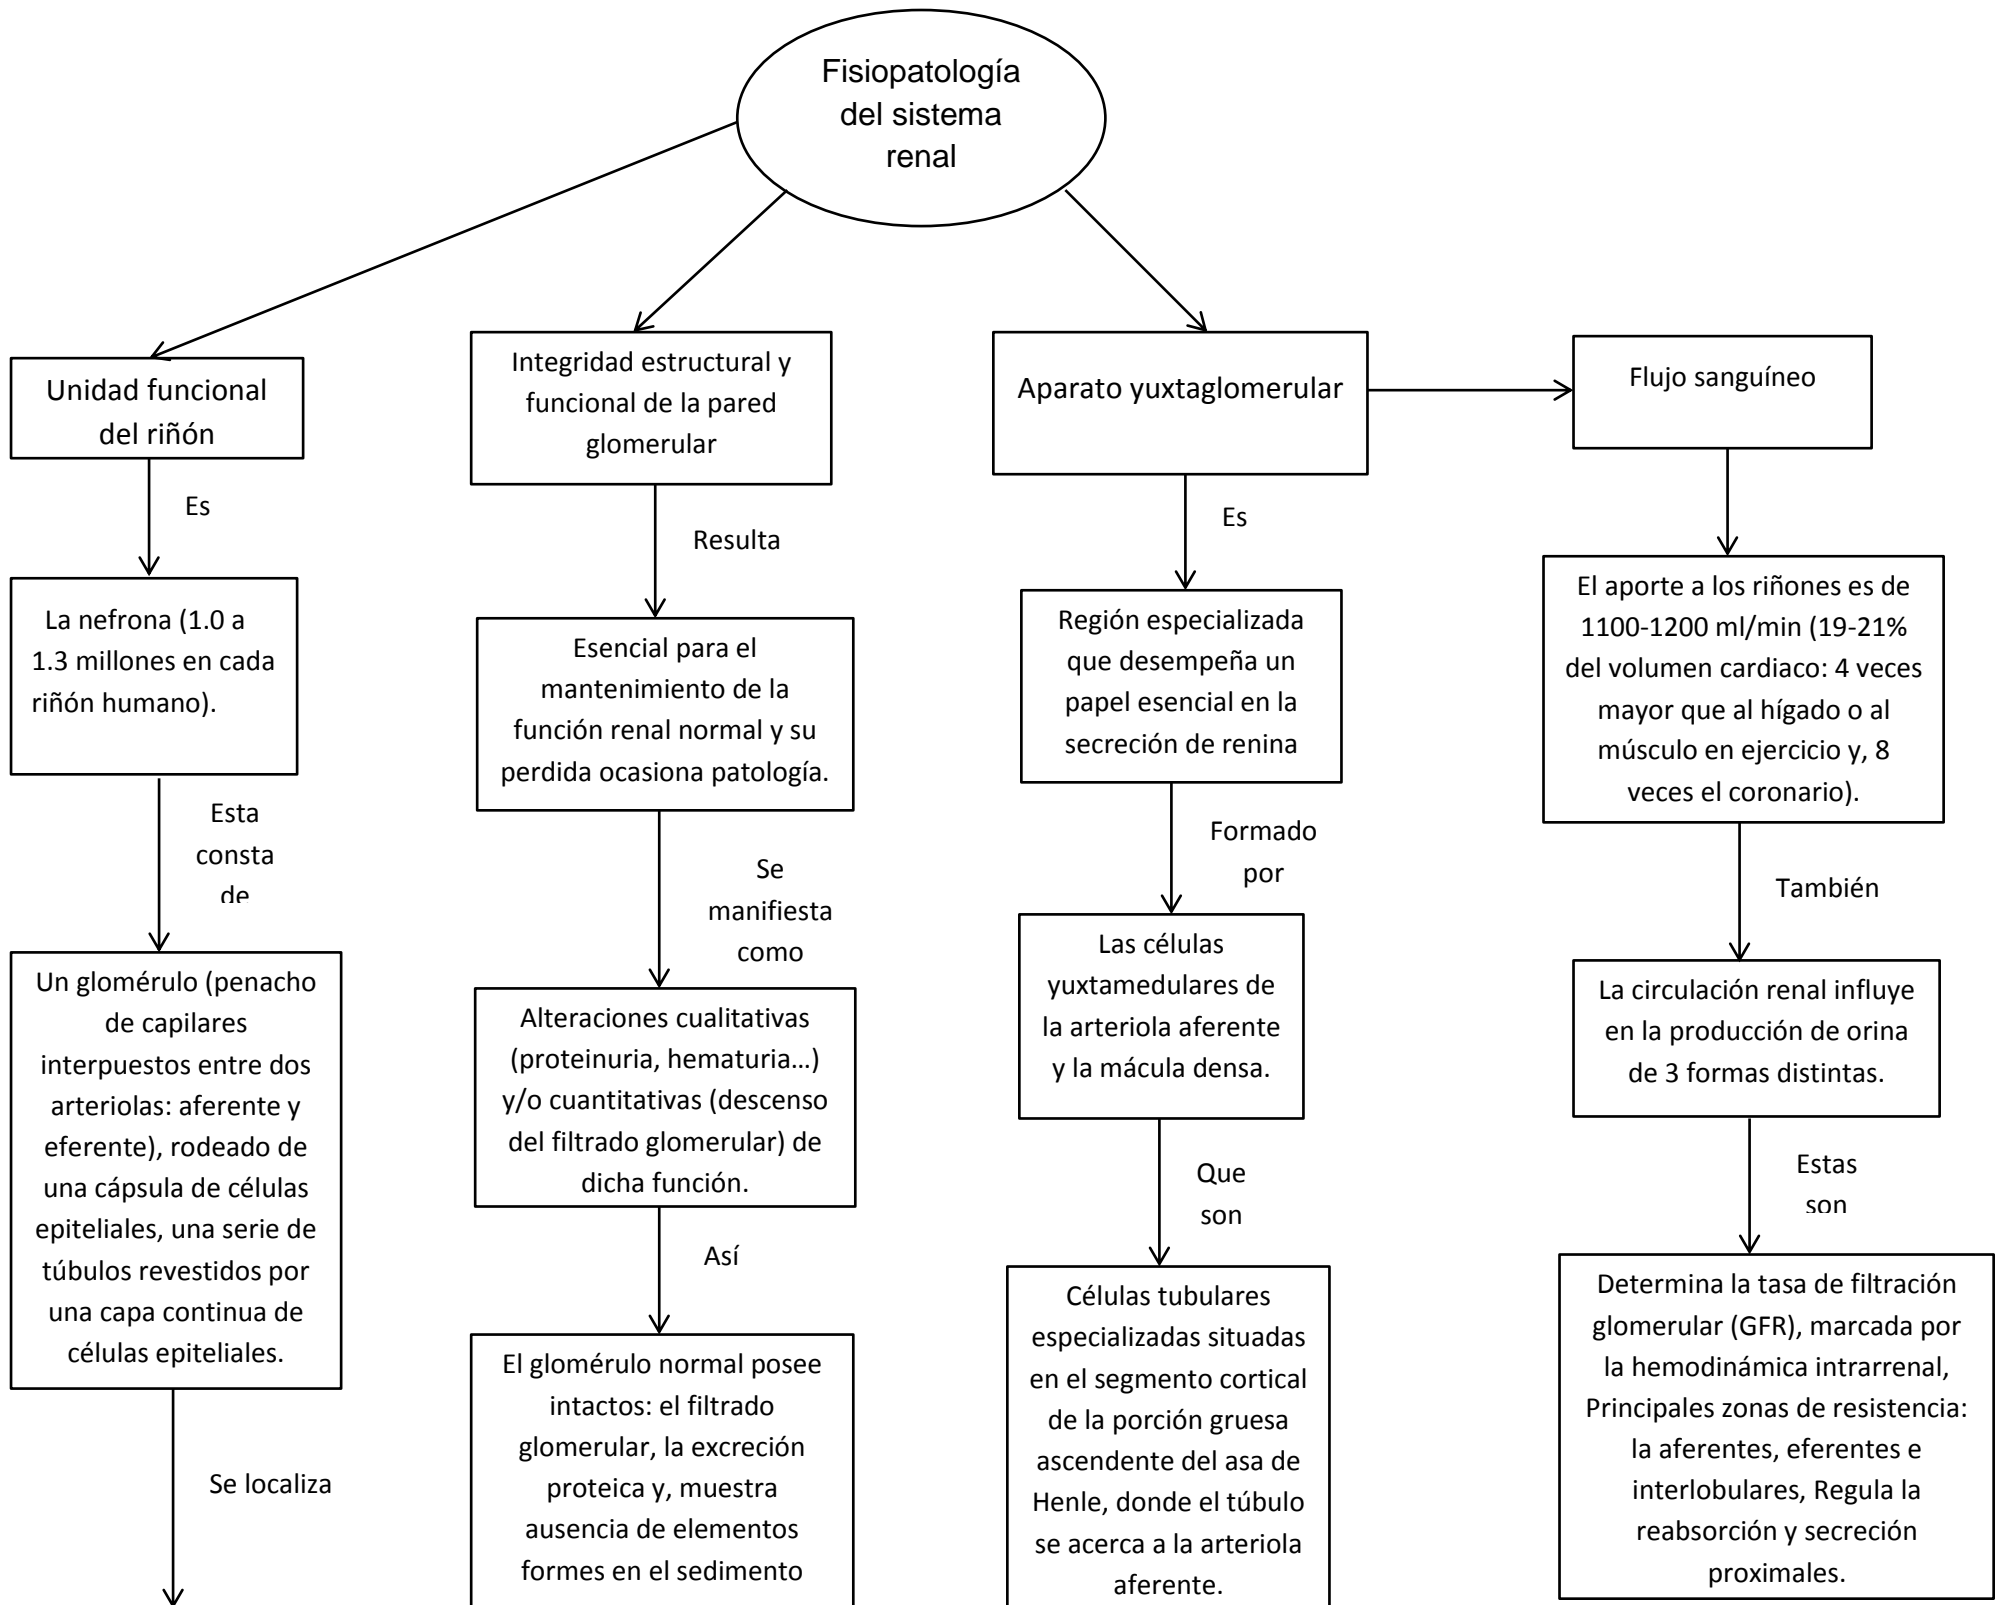 Fisiopatología
del sistema
renal
Unidad funcional
del riñón
Es
La nefrona (1.0 a
1.3 millones en cada
riñón humano).
Esta
consta
de
Un glomérulo (penacho
de capilares
interpuestos entre dos
arteriolas: aferente y
eferente), rodeado de
una cápsula de células
epiteliales, una serie de
túbulos revestidos por
una capa continua de
células epiteliales.
Se localiza
Integridad estructural y
funcional de la pared
glomerular
Resulta
Esencial para el
mantenimiento de la
función renal normal y su
perdida ocasiona patología.
Se
manifiesta
como
Alteraciones cualitativas
(proteinuria, hematuria…)
y/o cuantitativas (descenso
del filtrado glomerular) de
dicha función.
Así
El glomérulo normal posee
intactos: el filtrado
glomerular, la excreción
proteica y, muestra
ausencia de elementos
formes en el sedimento
Aparato yuxtaglomerular
Es
Región especializada
que desempeña un
papel esencial en la
secreción de renina
Formado
por
Las células
yuxtamedulares de
la arteriola aferente
y la mácula densa.
Que
son
Células tubulares
especializadas situadas
en el segmento cortical
de la porción gruesa
ascendente del asa de
Henle, donde el túbulo
se acerca a la arteriola
aferente.
Flujo sanguíneo
El aporte a los riñones es de
1100-1200 ml/min (19-21%
del volumen cardiaco: 4 veces
mayor que al hígado o al
músculo en ejercicio y, 8
veces el coronario).
También
La circulación renal influye
en la producción de orina
de 3 formas distintas.
Estas
son
Determina la tasa de filtración
glomerular (GFR), marcada por
la hemodinámica intrarrenal,
Principales zonas de resistencia:
la aferentes, eferentes e
interlobulares, Regula la
reabsorción y secreción
proximales.